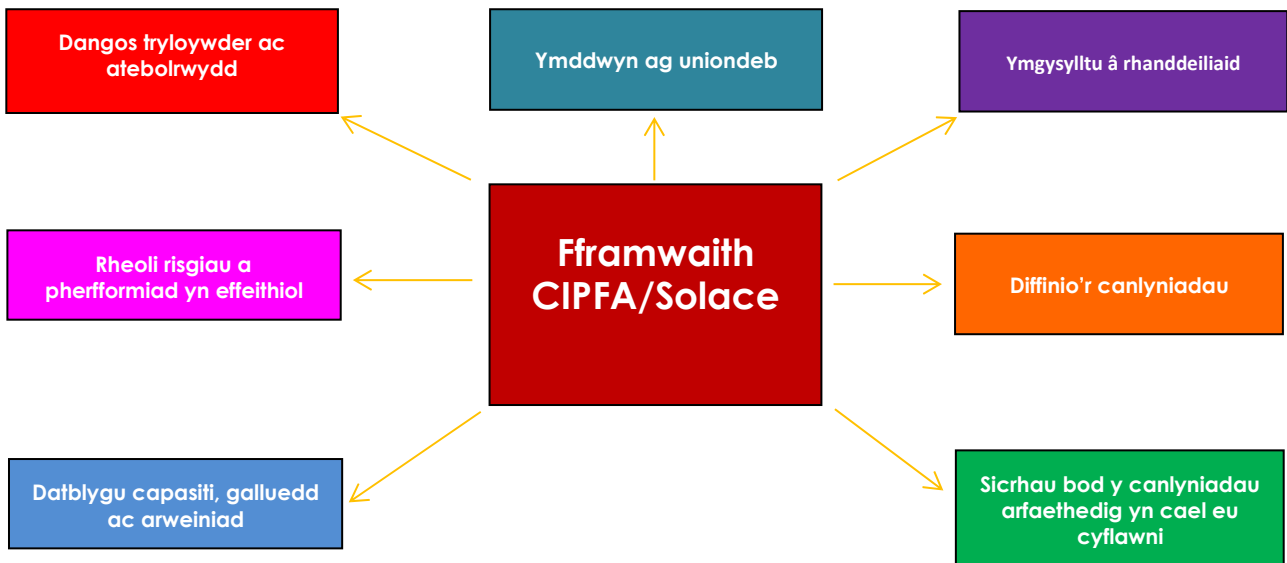 Dangos tryloywder ac
atebolrwydd
Ymddwyn ag uniondeb
Ymgysylltu â rhanddeiliaid
Rheoli risgiau a
pherfformiad yn effeithiol
Fframwaith
CIPFA/Solace
Diffinio’r canlyniadau
Datblygu capasiti, galluedd
ac arweiniad
Sicrhau bod y canlyniadau
arfaethedig yn cael eu
cyflawni